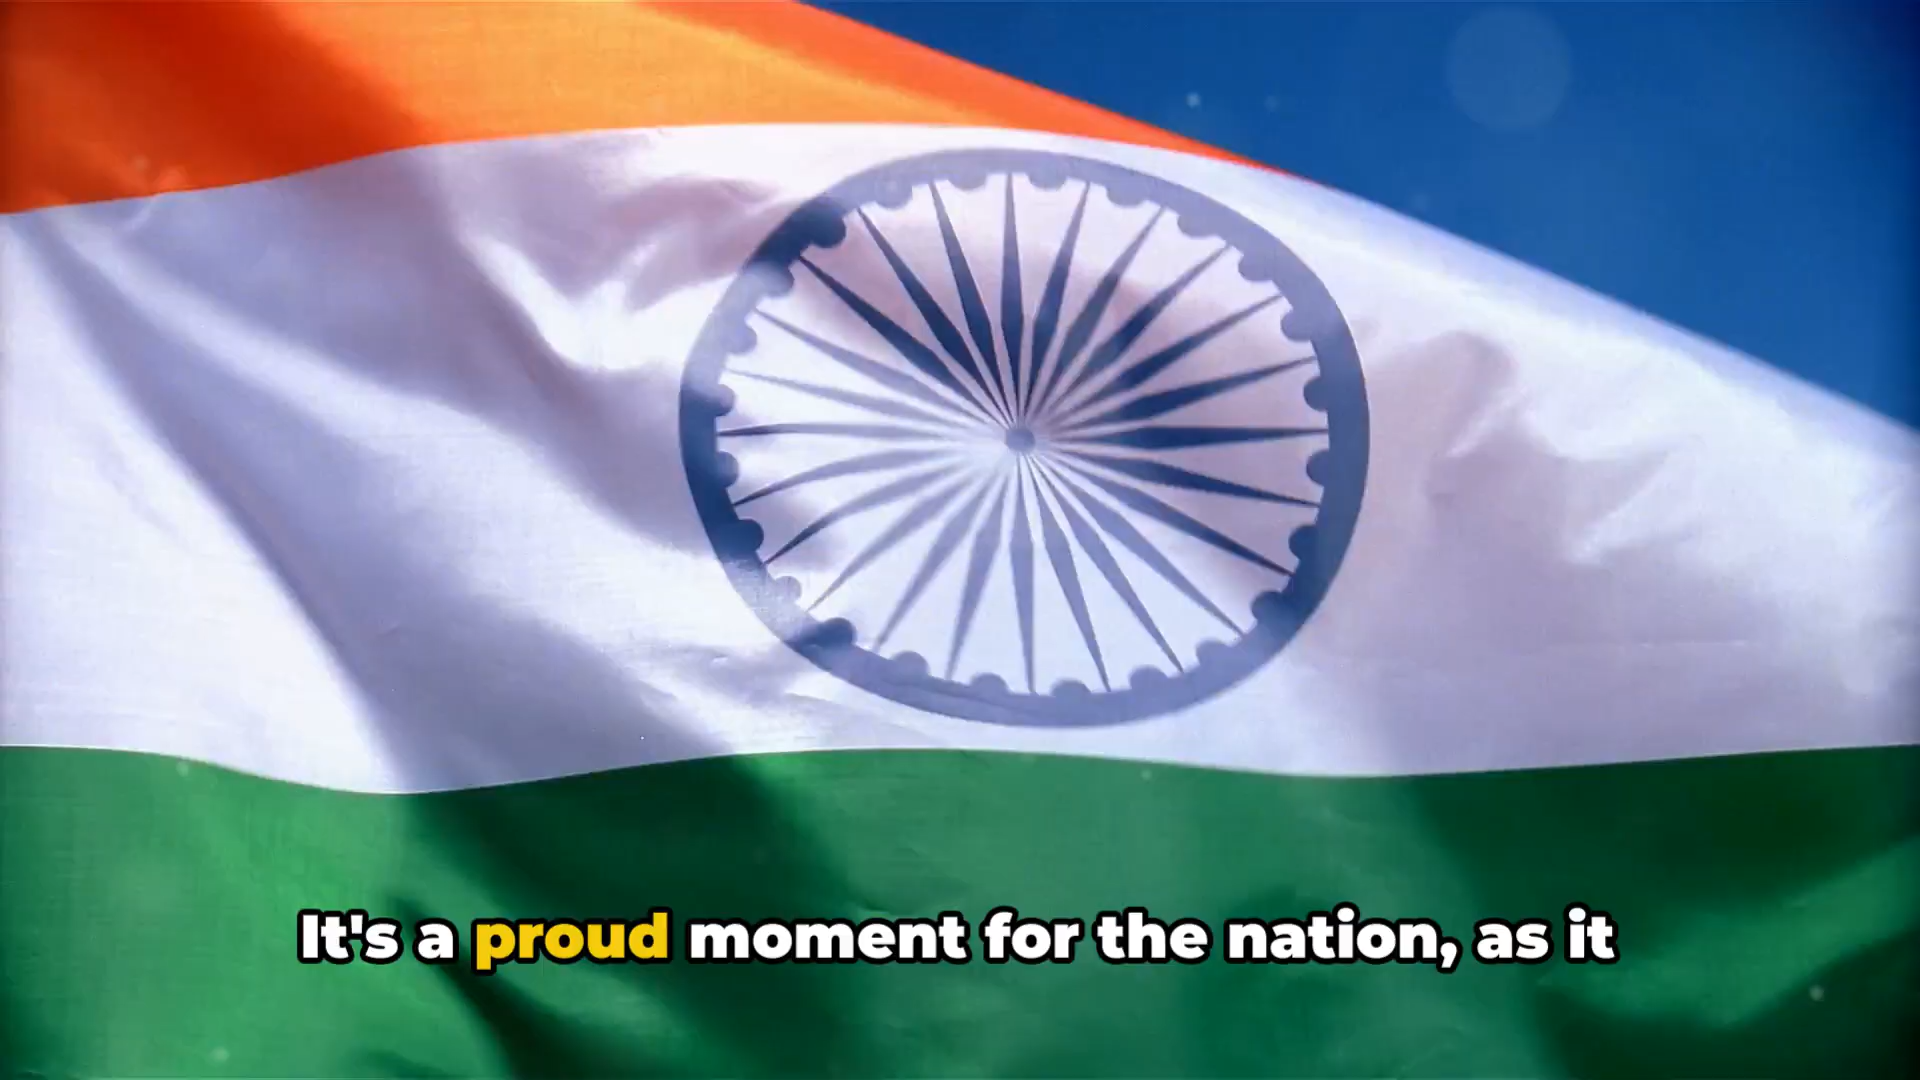 It's a proud moment for the nation, as it